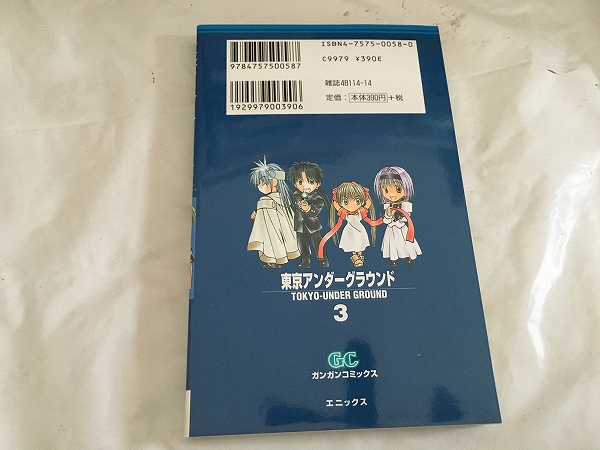 ISBN4-7575-0058-0
C9979 ¥390E
9784757500587
雑誌48114-14
定価：本体390円+税
1929979003906
東京アンダーグラウンド
TOKYO-UNDER GROUND
3
GC
ガンガンコミックス
エニックス